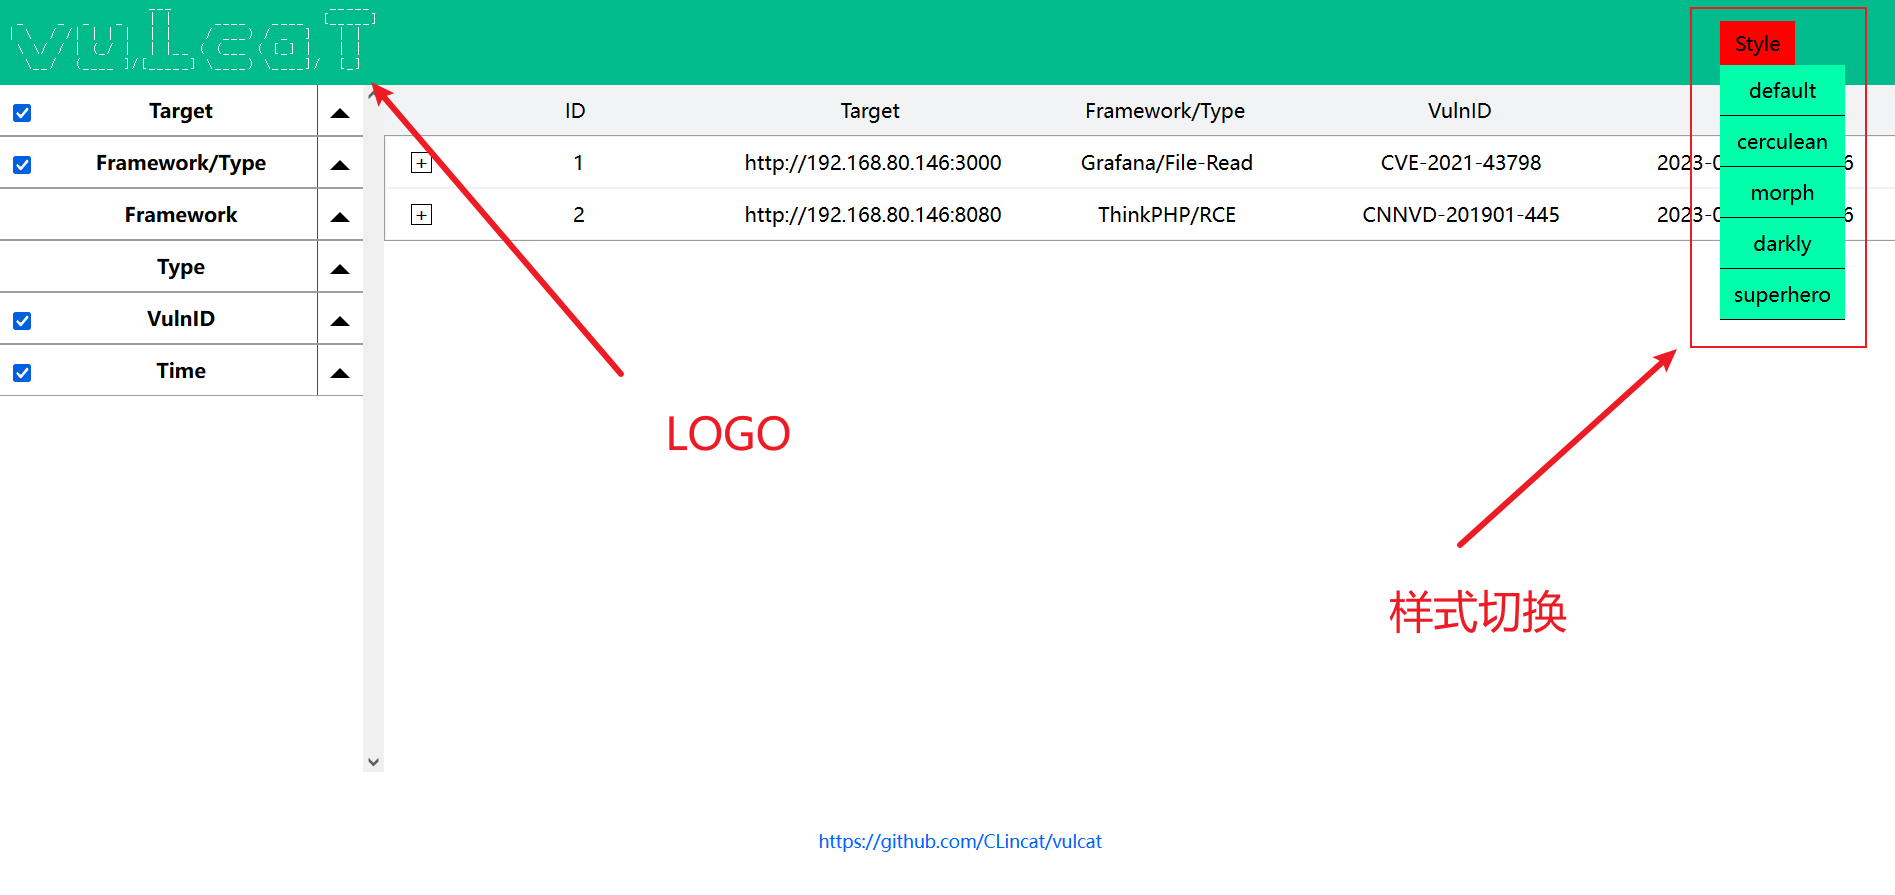 vulcat
Style
default
cerculean
morph
darkly
superhero
Target
Framework/Type
Framework
Type
VulnID
Time
ID Target Framework/Type VulnID
1 http://192.168.80.146:3000 Grafana/File-Read CVE-2021-43798 2023-0 6
2 http://192.168.80.146:8080 ThinkPHP/RCE CNNVD-201901-445 2023-0 6
LOGO
样式切换
https://github.com/CLincat/vulcat